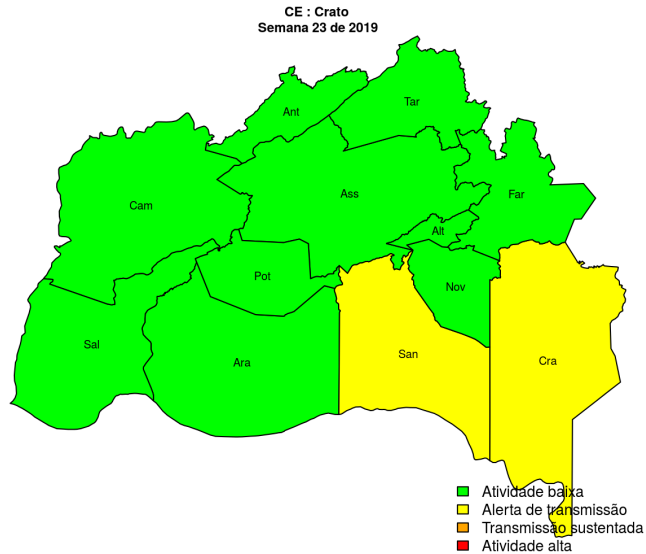 CE : Crato
Semana 23 de 2019
Tar
Ant
Ass
Far
Cam
Alt
Pot
Nov
Sal
San
Ara
Cra
Atividade baixa
Alerta de transmissão
Transmissão sustentada
Atividade alta